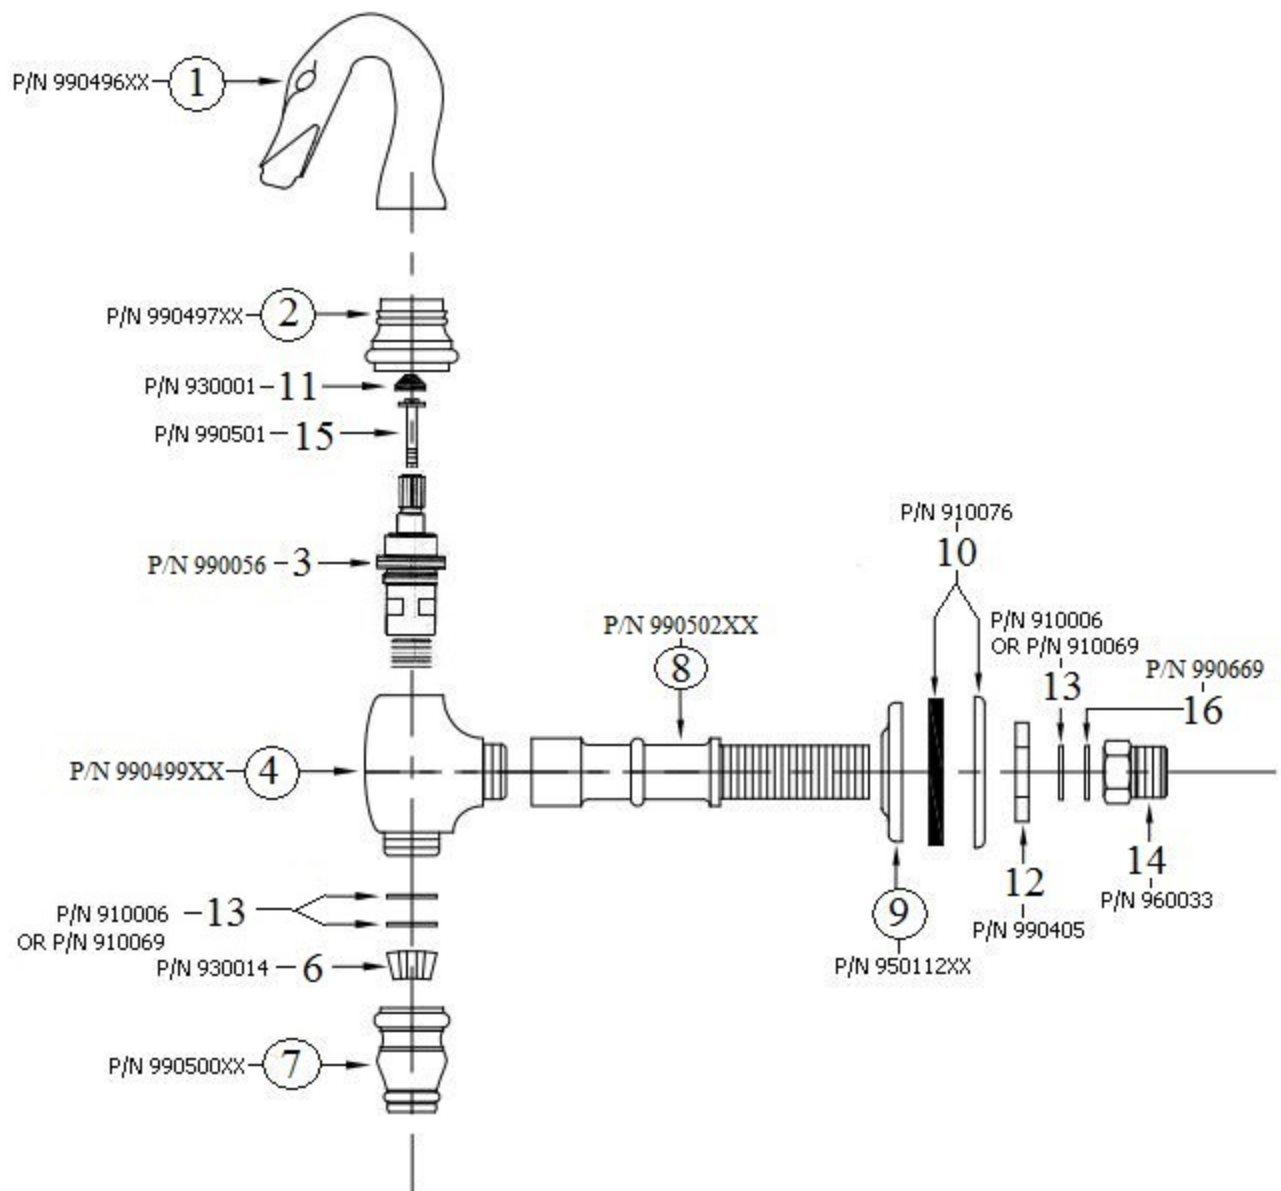 P/N 990496XX 1
P/N 990497XX 2
P/N 930001 11
P/N 990501 15
P/N 990056 3
P/N 990499XX 4
P/N 910006 13
OR P/N 910069
P/N 930014 6
P/N 990500XX 7
P/N 990502XX
8
P/N 910076
10
P/N 910006
OR P/N 910069
13
P/N 990669
16
9
P/N 950112XX
12
P/N 990405
14
P/N 960033